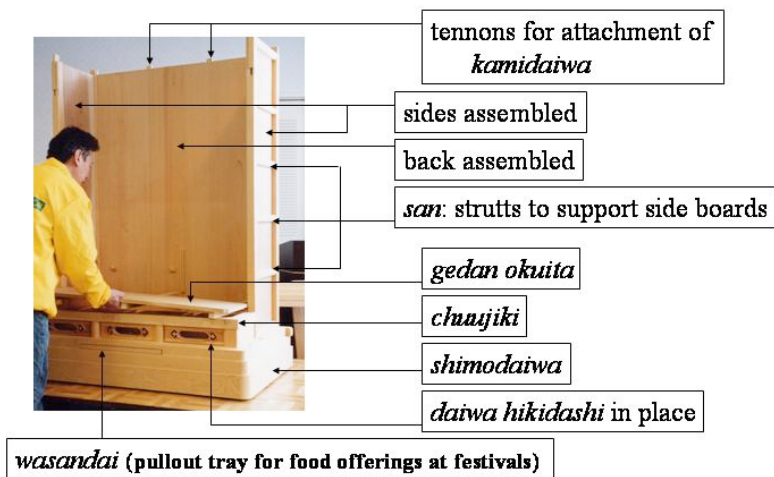 tennons for attachment of
kamidaiwa
sides assembled
back assembled
san: strutts to support side boards
gedan okuita
chuujiki
shimodaiwa
daiwa hikidashi in place
wasandai (pullout tray for food offerings at festivals)